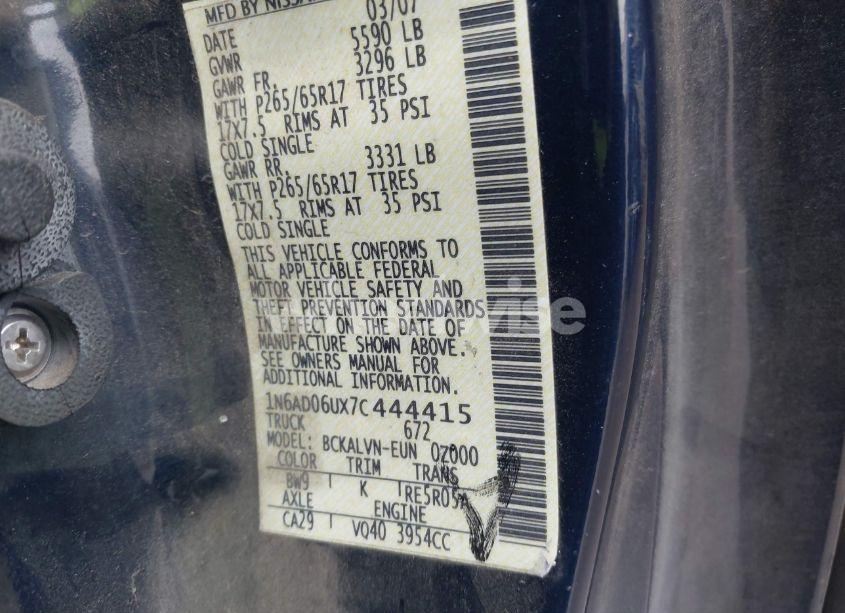 MFD BY NISSAN
DATE 03/07
GVWR 5590 LB
GAWR FR. 3296 LB
WITH P265/65R17 TIRES
17X7.5 RIMS AT 35 PSI
COLD SINGLE
GAWR RR. 3331 LB
WITH P265/65R17 TIRES
17X7.5 RIMS AT 35 PSI
COLD SINGLE
THIS VEHICLE CONFORMS TO
ALL APPLICABLE FEDERAL
MOTOR VEHICLE SAFETY AND
THEFT PREVENTION STANDARDS
IN EFFECT ON THE DATE OF
MANUFACTURE SHOWN ABOVE.
SEE OWNERS MANUAL FOR
ADDITIONAL INFORMATION.
1N6AD06UX7C444415
TRUCK 672
MODEL: BCKALVN-EUN 0Z000
COLOR TRIM TRANS
BW9 K RE5R05A
AXLE ENGINE
CA29 VQ40 3954CC